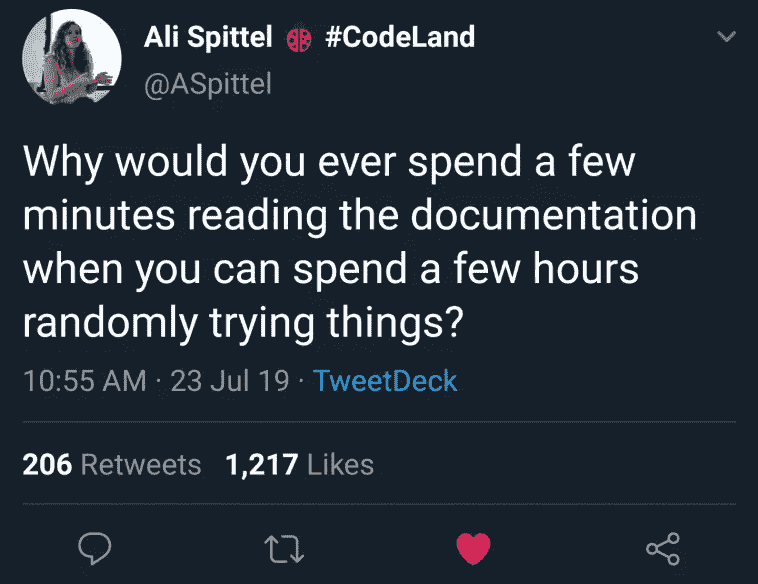 Ali Spittel #CodeLand
@ASpittel
Why would you ever spend a few
minutes reading the documentation
when you can spend a few hours
randomly trying things?
10:55 AM · 23 Jul 19 · TweetDeck
206 Retweets 1,217 Likes